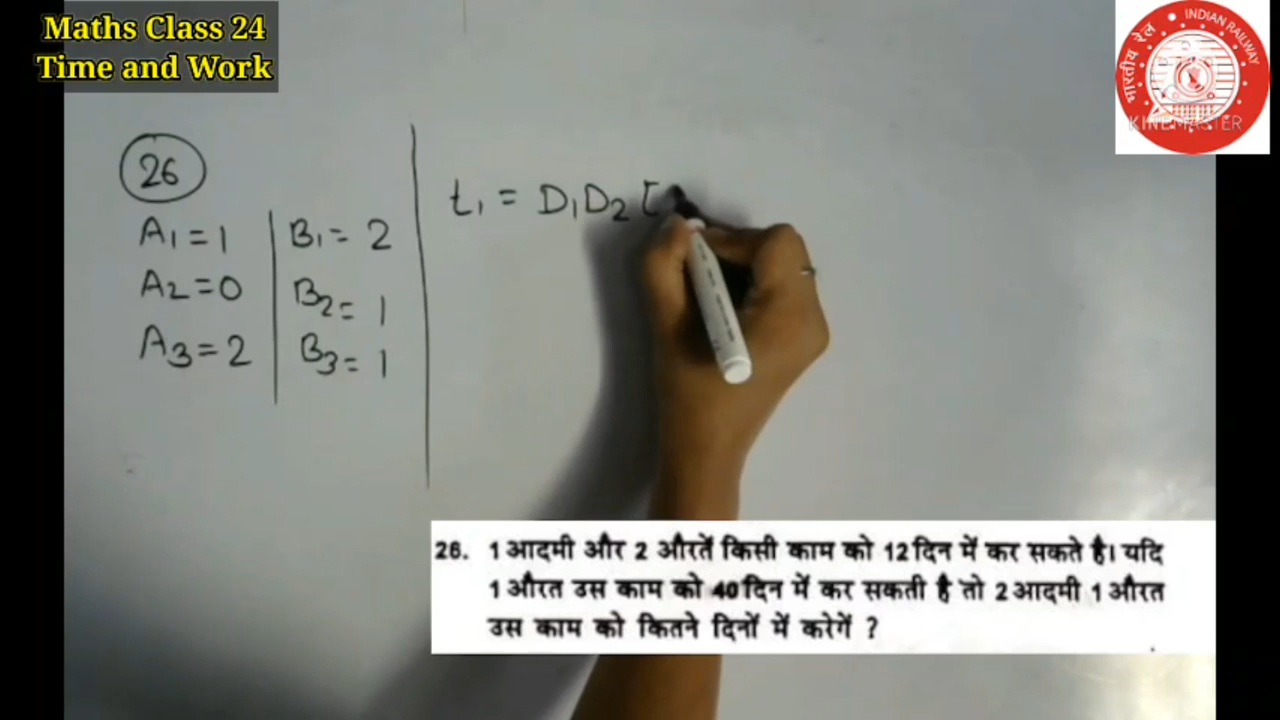 Maths Class 24
Time and Work
भारतीय रेल
INDIAN RAILWAY
KINEMASTER
26
A1 = 1
B1 = 2
A2 = 0
B2 = 1
A3 = 2
B3 = 1
t1 = D1D2 [
26. 1 आदमी और 2 औरतें किसी काम को 12 दिन में कर सकते है। यदि
1 औरत उस काम को 40 दिन में कर सकती है तो 2 आदमी 1 औरत
उस काम को कितने दिनों में करेगें ?